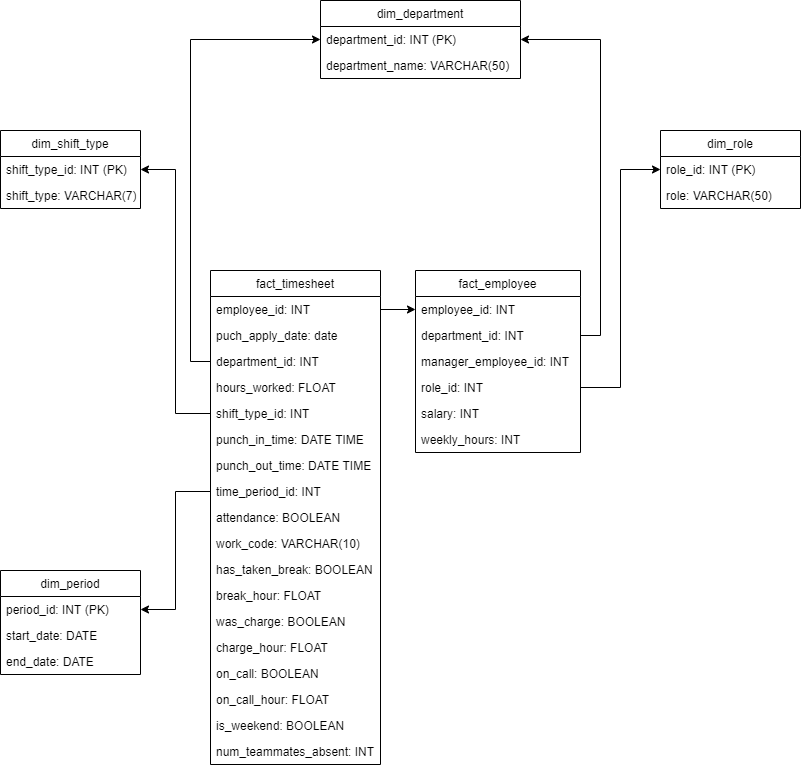 dim_department
department_id: INT (PK)
department_name: VARCHAR(50)
dim_shift_type
shift_type_id: INT (PK)
shift_type: VARCHAR(7)
dim_role
role_id: INT (PK)
role: VARCHAR(50)
fact_timesheet
employee_id: INT
puch_apply_date: date
department_id: INT
hours_worked: FLOAT
shift_type_id: INT
punch_in_time: DATE TIME
punch_out_time: DATE TIME
time_period_id: INT
attendance: BOOLEAN
work_code: VARCHAR(10)
has_taken_break: BOOLEAN
break_hour: FLOAT
was_charge: BOOLEAN
charge_hour: FLOAT
on_call: BOOLEAN
on_call_hour: FLOAT
is_weekend: BOOLEAN
num_teammates_absent: INT
fact_employee
employee_id: INT
department_id: INT
manager_employee_id: INT
role_id: INT
salary: INT
weekly_hours: INT
dim_period
period_id: INT (PK)
start_date: DATE
end_date: DATE